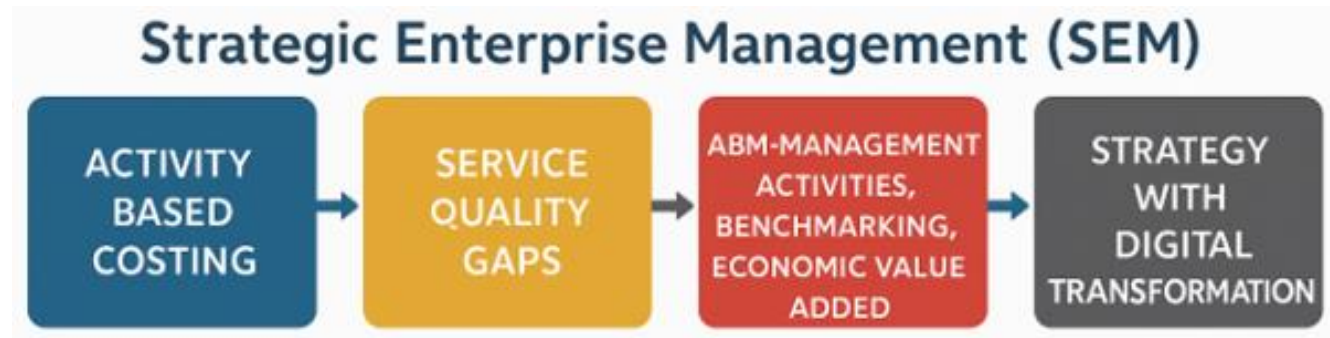 Strategic Enterprise Management (SEM)
ACTIVITY
BASED
COSTING
SERVICE
QUALITY
GAPS
ABM-MANAGEMENT
ACTIVITIES,
BENCHMARKING,
ECONOMIC VALUE
ADDED
STRATEGY
WITH
DIGITAL
TRANSFORMATION